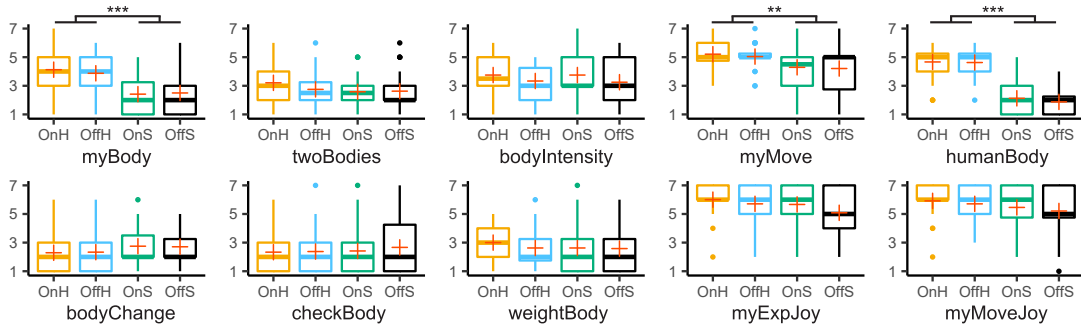 *** ** ***
7 7 7 7 7
5 5 5 5 5
3 3 3 3 3
1 1 1 1 1
OnH OffH OnS OffS OnH OffH OnS OffS OnH OffH OnS OffS OnH OffH OnS OffS OnH OffH OnS OffS
myBody twoBodies bodyIntensity myMove humanBody
7 7 7 7 7
5 5 5 5 5
3 3 3 3 3
1 1 1 1 1
OnH OffH OnS OffS OnH OffH OnS OffS OnH OffH OnS OffS OnH OffH OnS OffS OnH OffH OnS OffS
bodyChange checkBody weightBody myExpJoy myMoveJoy